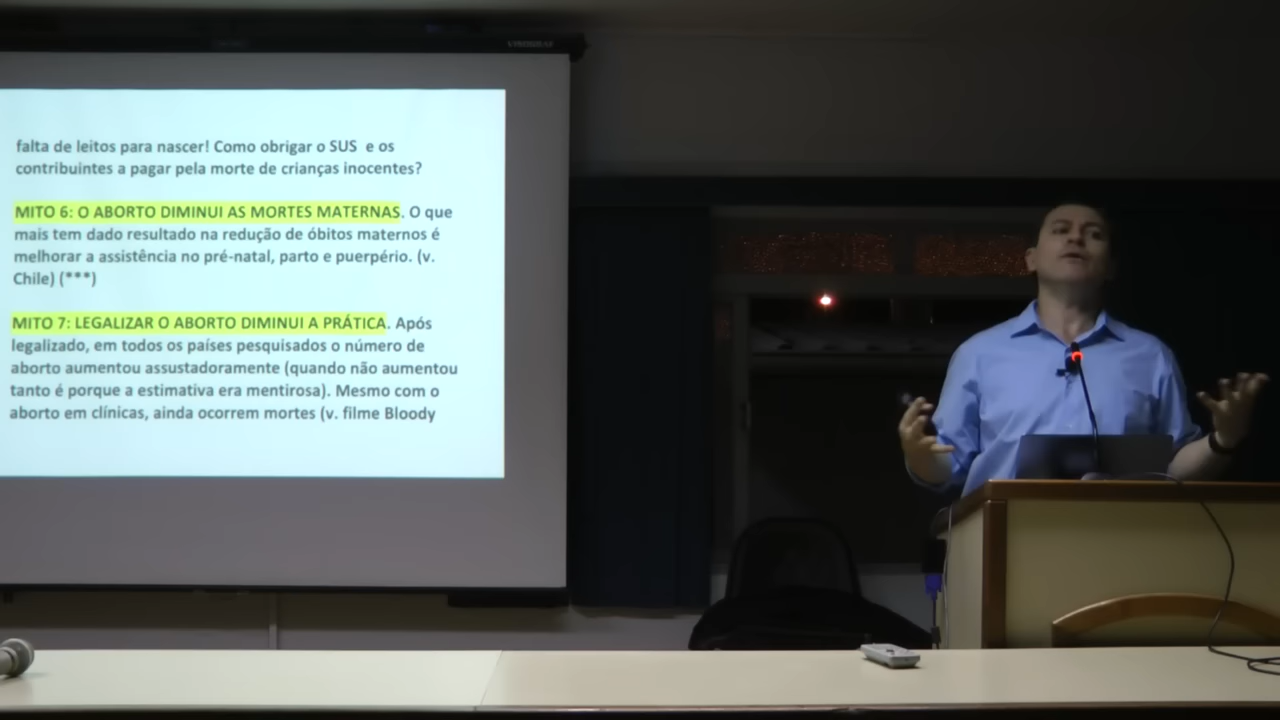 falta de leitos para nascer! Como obrigar o SUS e os
contribuintes a pagar pela morte de crianças inocentes?
MITO 6: O ABORTO DIMINUI AS MORTES MATERNAS. O que
mais tem dado resultado na redução de óbitos maternos é
melhorar a assistência no pré-natal, parto e puerpério. (v.
Chile) (***)
MITO 7: LEGALIZAR O ABORTO DIMINUI A PRÁTICA. Após
legalizado, em todos os países pesquisados o número de
aborto aumentou assustadoramente (quando não aumentou
tanto é porque a estimativa era mentirosa). Mesmo com o
aborto em clínicas, ainda ocorrem mortes (v. filme Bloody